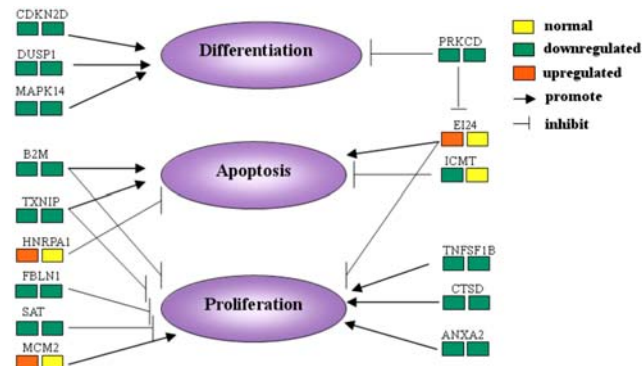 CDKN2D
DUSP1
MAPK14
Differentiation
PRKCD
normal
downregulated
upregulated
promote
inhibit
B2M
TXNIP
HNRPA1
Apoptosis
EI24
ICMT
FBLN1
SAT
MCM2
Proliferation
TNFSF1B
CTSD
ANXA2